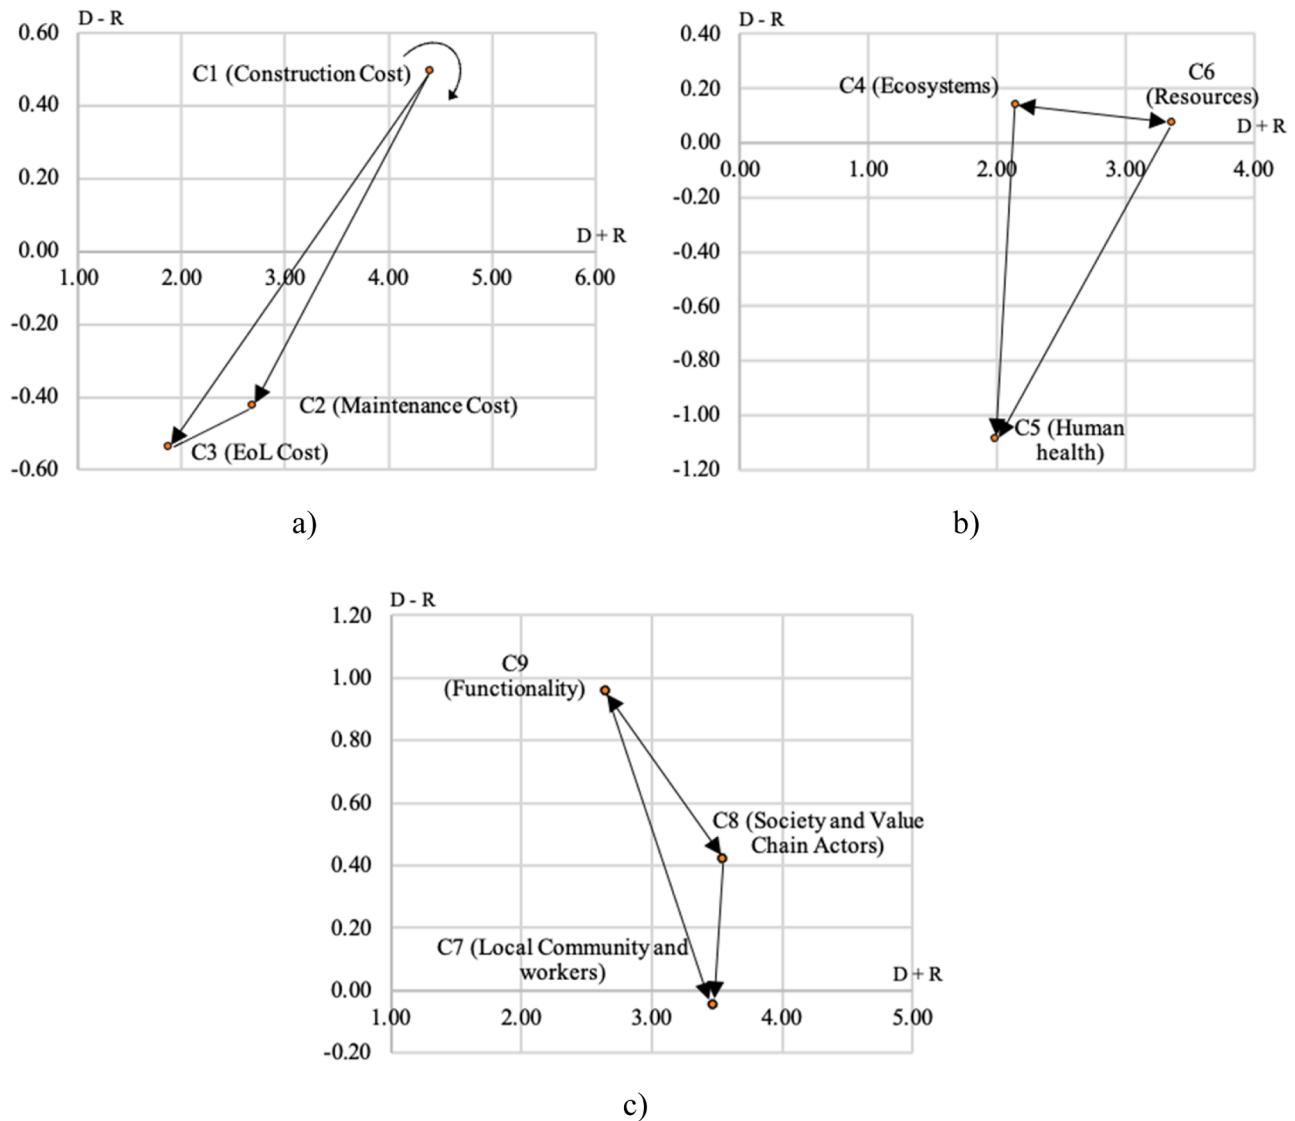 D - R
0.60
C1 (Construction Cost)
0.40
0.20
0.00
D + R
1.00 2.00 3.00 4.00 5.00 6.00
-0.20
-0.40
C2 (Maintenance Cost)
C3 (EoL Cost)
-0.60
a)
D - R
0.40
C6
(Resources)
C4 (Ecosystems)
0.20
D + R
0.00
0.00 1.00 2.00 3.00 4.00
-0.20
-0.40
-0.60
-0.80
-1.00
C5 (Human
health)
-1.20
b)
D - R
1.20
C9
(Functionality)
1.00
0.80
0.60
C8 (Society and Value
Chain Actors)
0.40
0.20
C7 (Local Community and
workers)
D + R
0.00
1.00 2.00 3.00 4.00 5.00
-0.20
c)